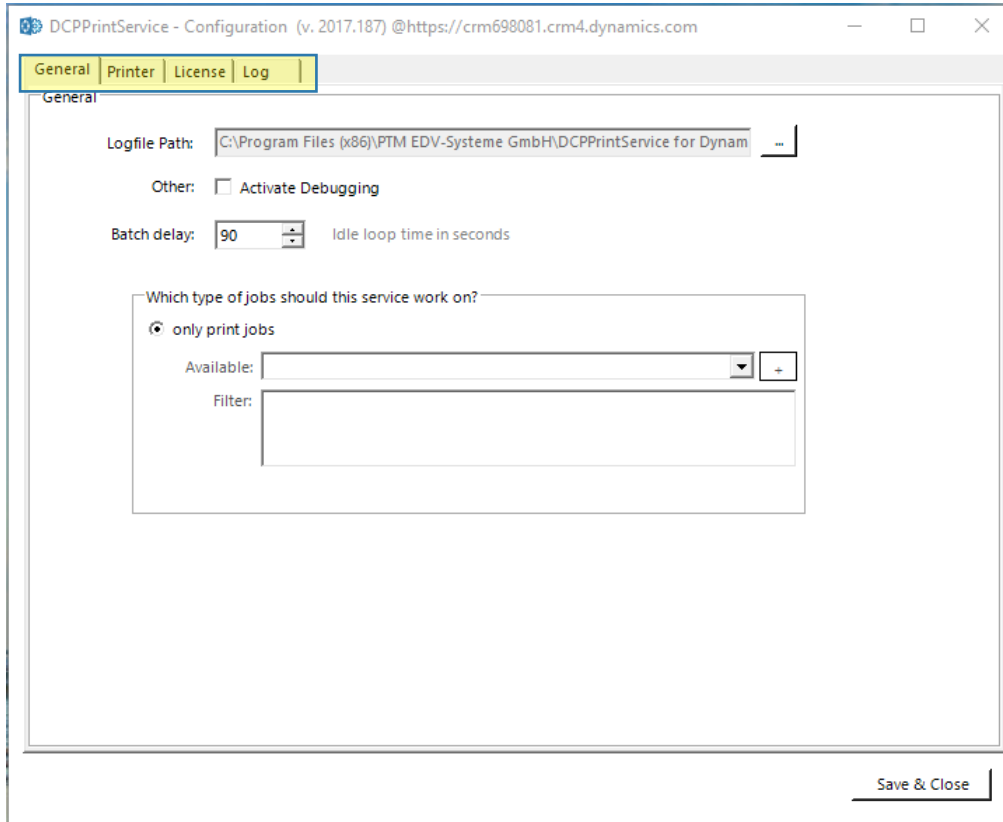 DCPPrintService - Configuration (v. 2017.187) @https://crm698081.crm4.dynamics.com
General Printer License Log
General
Logfile Path: C:\Program Files (x86)\PTM EDV-Systeme GmbH\DCPPrintService for Dynam ...
Other: Activate Debugging
Batch delay: 90 Idle loop time in seconds
Which type of jobs should this service work on?
only print jobs
Available: +
Filter:
Save & Close